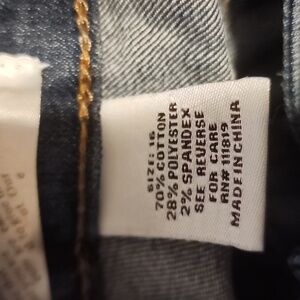 SIZE: 16
70% COTTON
28% POLYESTER
2% SPANDEX
SEE REVERSE
FOR CARE
RN# 111819
MADE IN CHINA